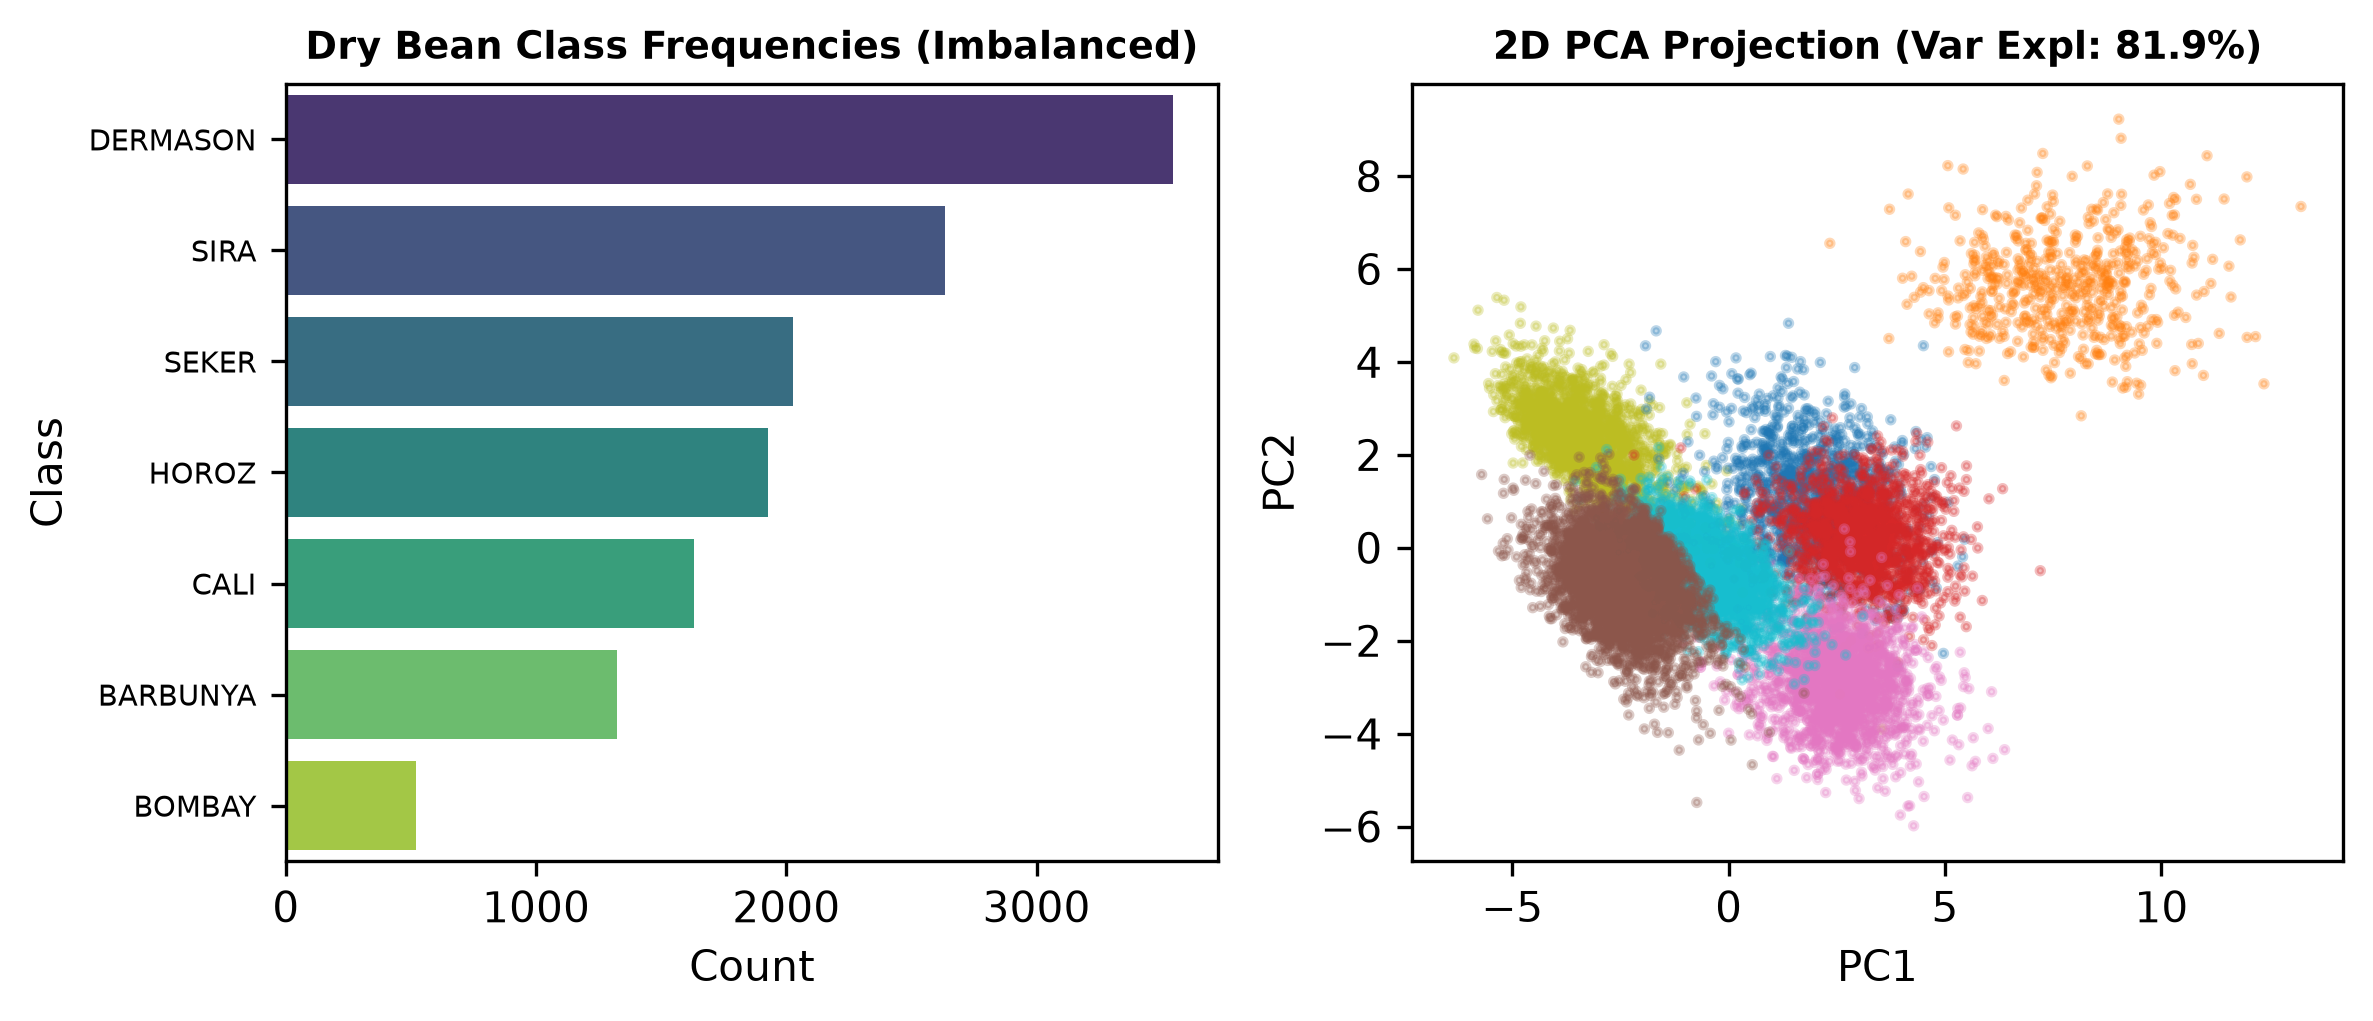 Dry Bean Class Frequencies (Imbalanced)
Class
DERMASON
SIRA
SEKER
HOROZ
CALI
BARBUNYA
BOMBAY
0 1000 2000 3000
Count
2D PCA Projection (Var Expl: 81.9%)
PC2
8
6
4
2
0
−2
−4
−6
−5 0 5 10
PC1